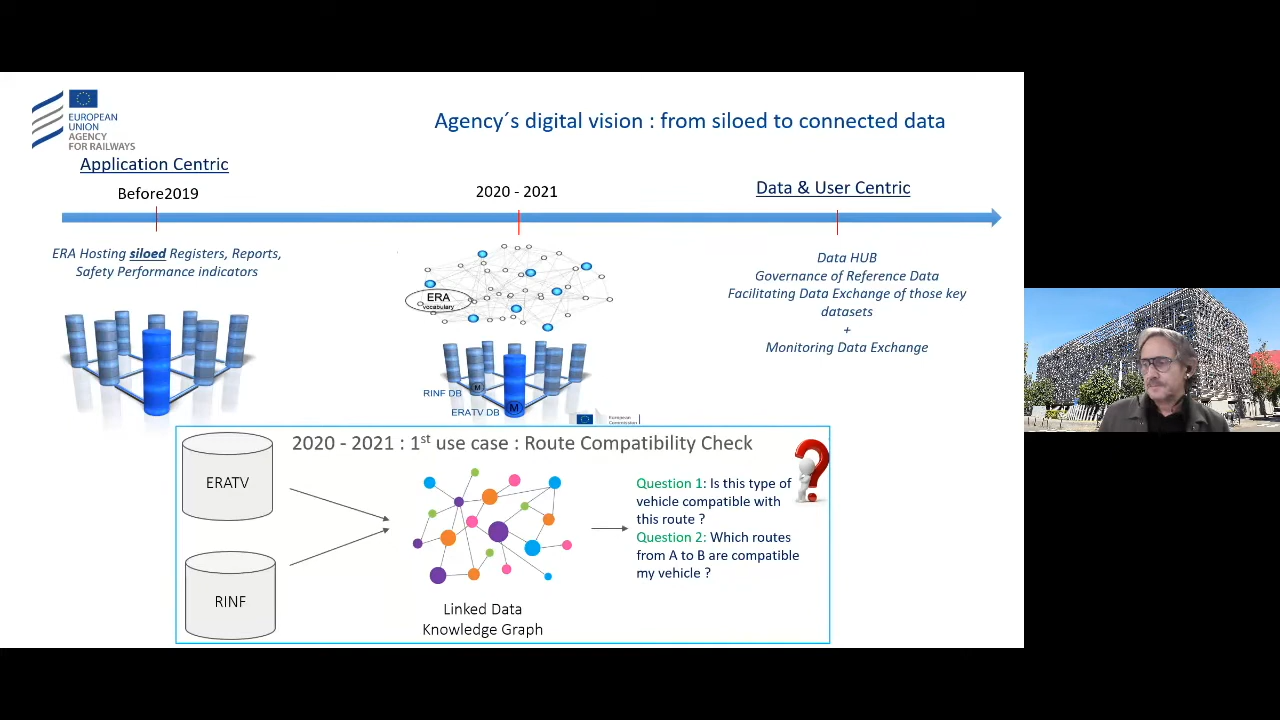 EUROPEAN
UNION
AGENCY
FOR RAILWAYS
Agency´s digital vision : from siloed to connected data
Application Centric
Before2019
2020 - 2021
Data & User Centric
ERA Hosting siloed Registers, Reports,
Safety Performance indicators
ERA
vocabulary
Data HUB
Governance of Reference Data
Facilitating Data Exchange of those key
datasets
+
Monitoring Data Exchange
M
RINF DB
M
ERATV DB
European
Commission
2020 - 2021 : 1st use case : Route Compatibility Check
ERATV
RINF
Linked Data
Knowledge Graph
Question 1: Is this type of
vehicle compatible with
this route ?
Question 2: Which routes
from A to B are compatible
my vehicle ?
?